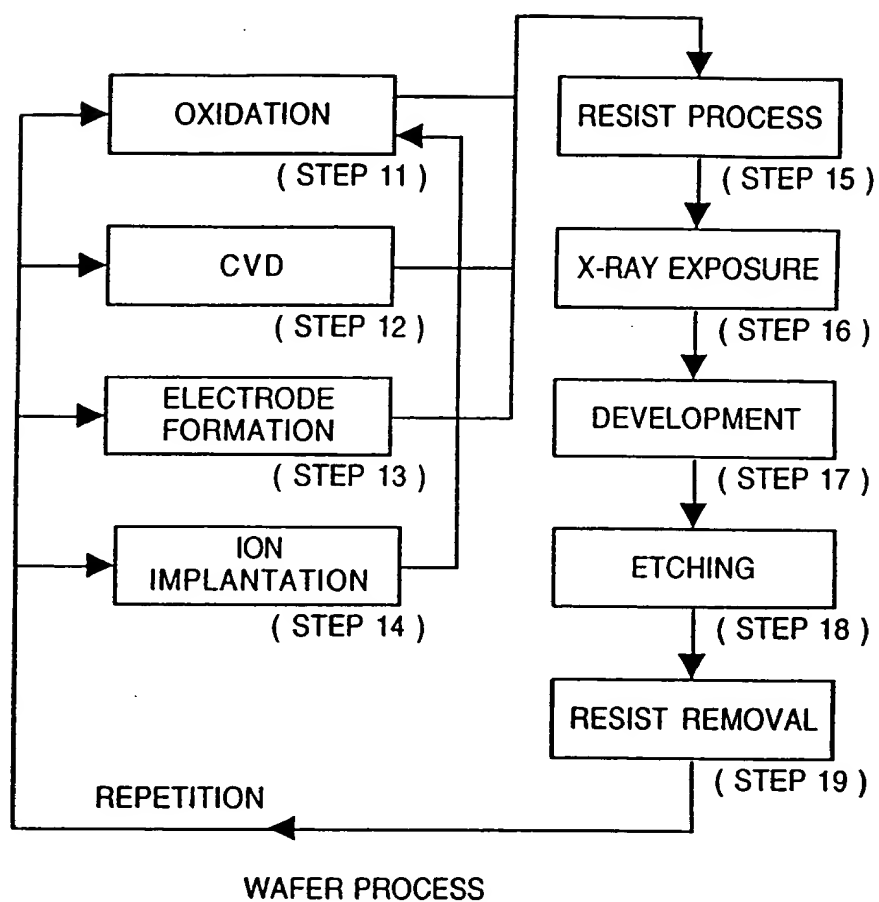 OXIDATION
( STEP 11 )
CVD
( STEP 12 )
ELECTRODE
FORMATION
( STEP 13 )
ION
IMPLANTATION
( STEP 14 )
RESIST PROCESS
( STEP 15 )
X-RAY EXPOSURE
( STEP 16 )
DEVELOPMENT
( STEP 17 )
ETCHING
( STEP 18 )
RESIST REMOVAL
( STEP 19 )
REPETITION
WAFER PROCESS